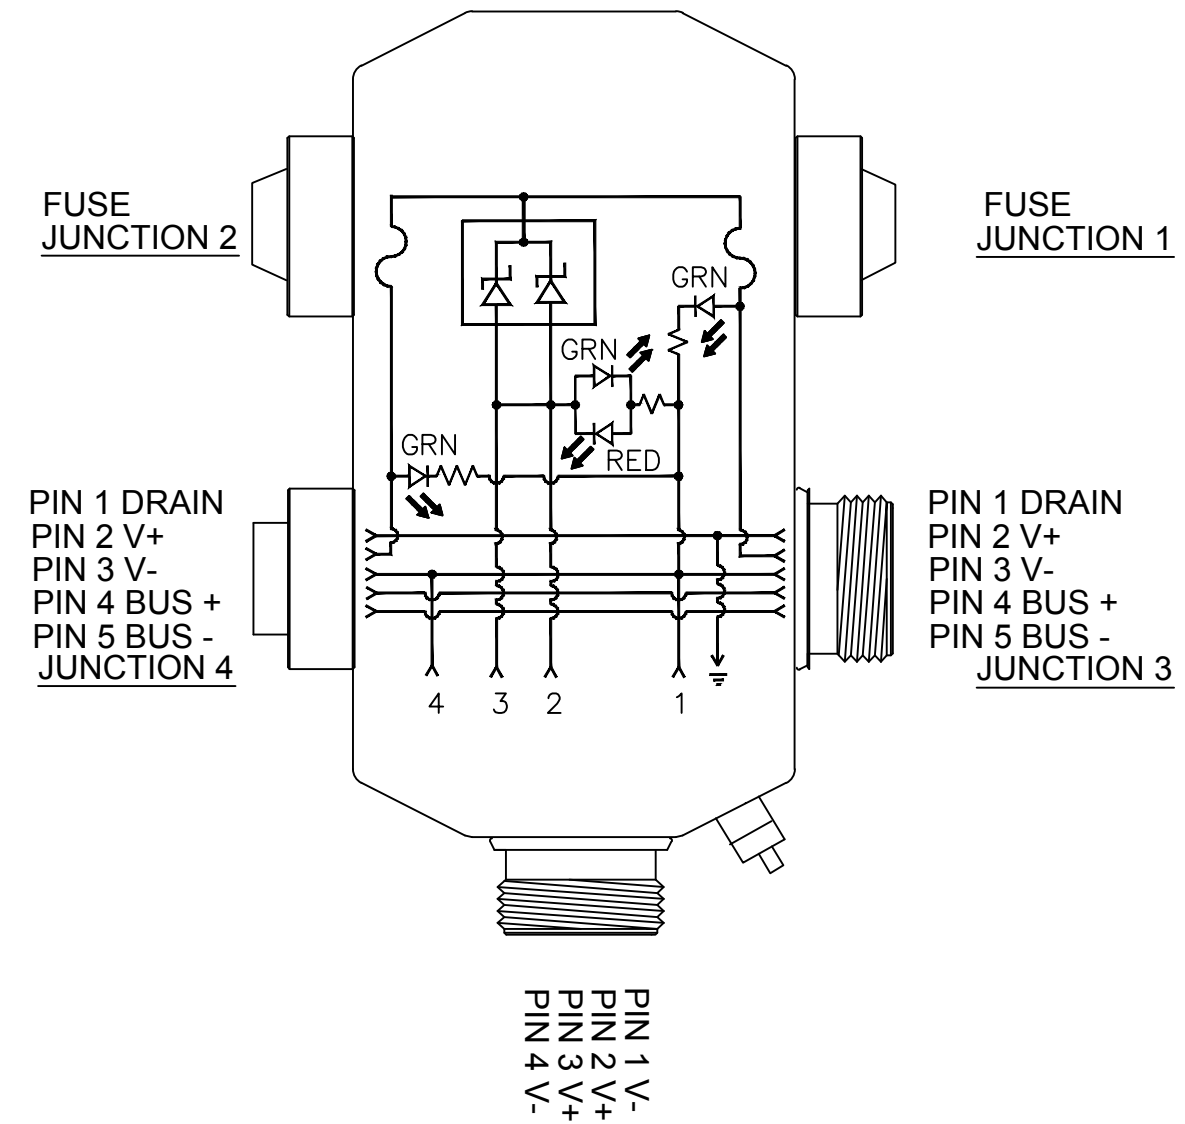 FUSE
JUNCTION 2
FUSE
JUNCTION 1
GRN
GRN
GRN
RED
PIN 1 DRAIN
PIN 2 V+
PIN 3 V-
PIN 4 BUS +
PIN 5 BUS -
JUNCTION 4
PIN 1 DRAIN
PIN 2 V+
PIN 3 V-
PIN 4 BUS +
PIN 5 BUS -
JUNCTION 3
4 3 2 1
PIN 1 V-
PIN 2 V+
PIN 3 V+
PIN 4 V-